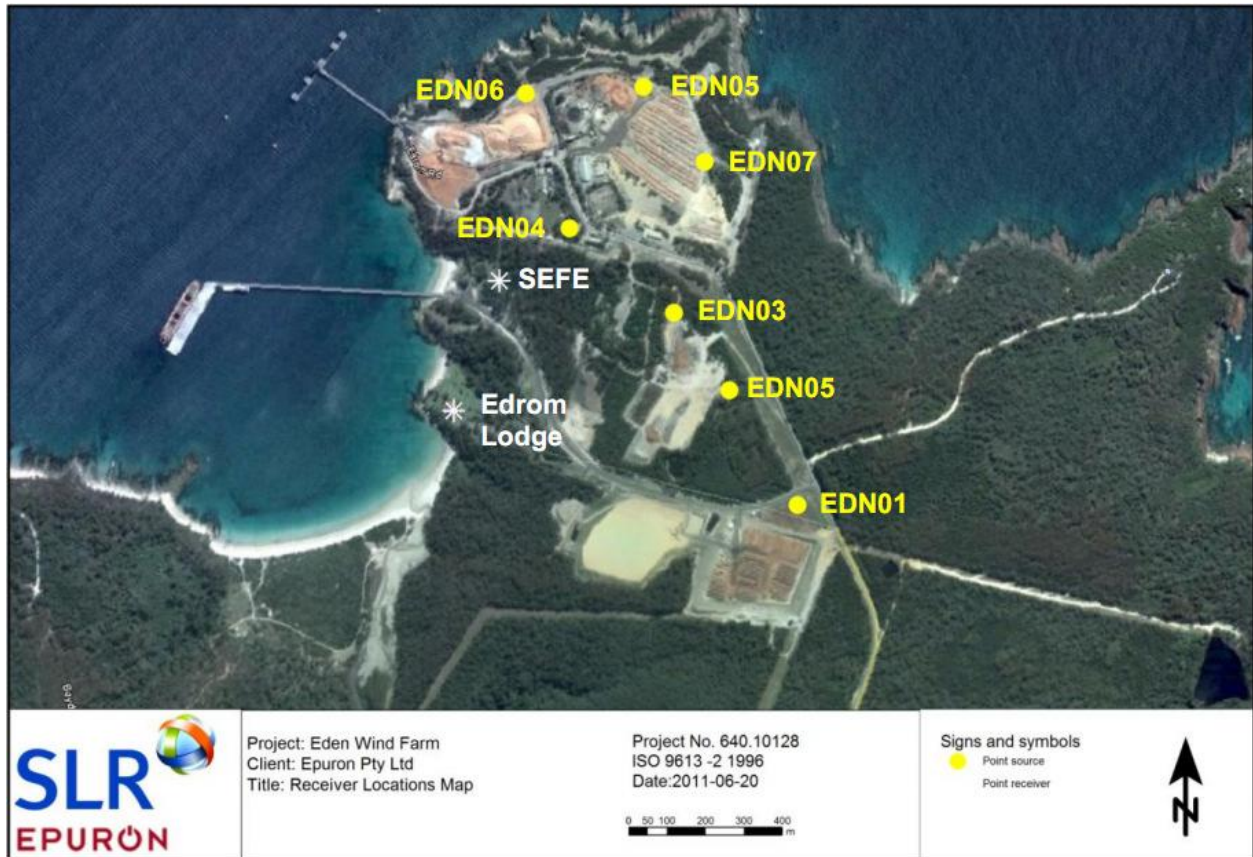 EDN06
EDN05
EDN07
EDN04
SEFE
EDN03
EDN05
Edrom
Lodge
EDN01
SLR
EPURON
Project: Eden Wind Farm
Client: Epuron Pty Ltd
Title: Receiver Locations Map
Project No. 640.10128
ISO 9613 -2 1996
Date:2011-06-20
0 50 100 200 300 400
m
Signs and symbols
Point source
Point receiver
N